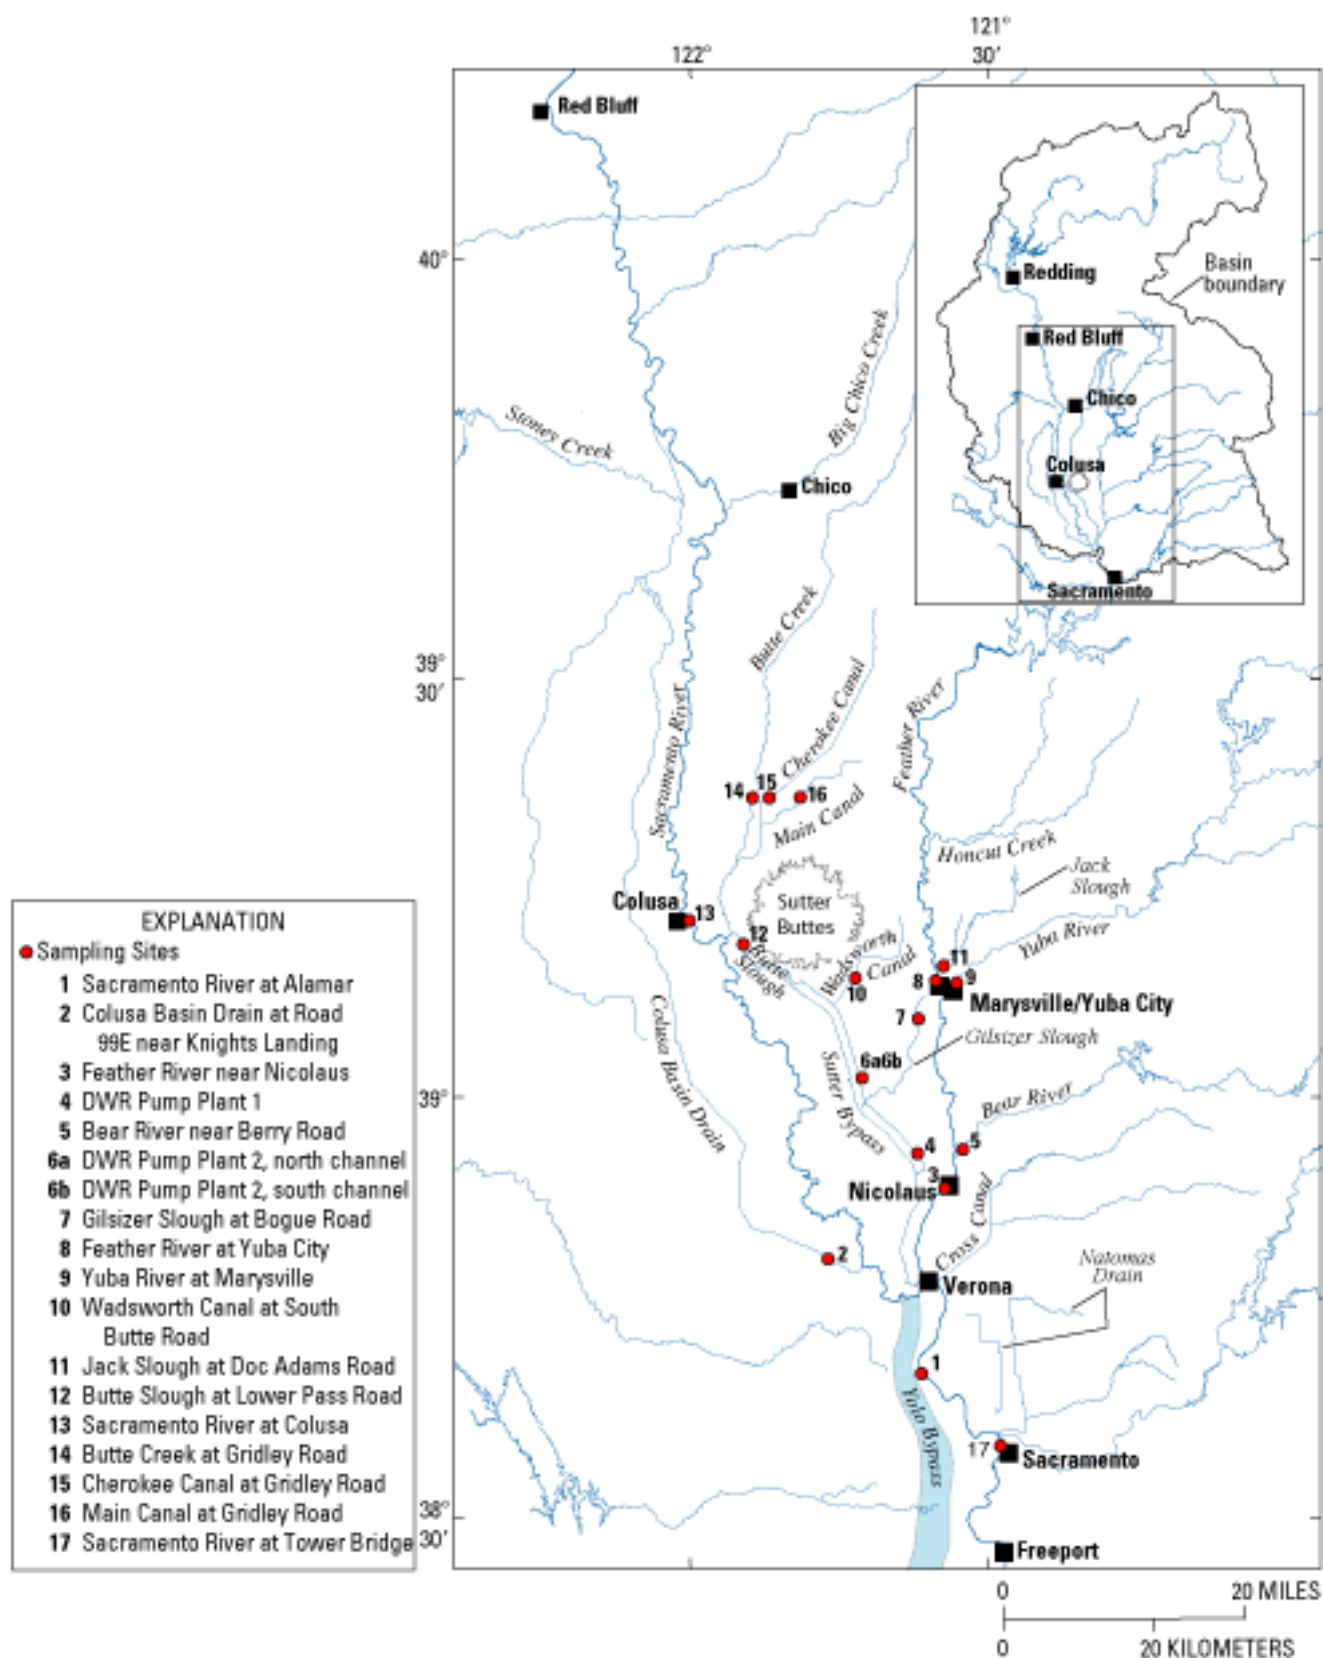 121°
122°
30′
Red Bluff
40°
Redding
Basin
boundary
Red Bluff
Chico
Colusa
Sacramento
Big Chico Creek
Stoney Creek
Chico
Butte Creek
39°
30′
Sacramento River
Cherokee Canal
Feather River
14
15
16
Main Canal
Honcut Creek
Jack
Slough
Colusa
13
Sutter
Buttes
Yuba River
12
Butte
Slough
Wadsworth
Canal
10
11
8
9
Marysville/Yuba City
7
Gilsizer Slough
Colusa Basin Drain
6a6b
Sutter Bypass
39°
Bear River
4
5
3
Nicolaus
Cross Canal
2
Verona
Natomas
Drain
1
Yolo Bypass
17
Sacramento
38°
30′
Freeport
0
20 MILES
0
20 KILOMETERS
EXPLANATION
Sampling Sites
1 Sacramento River at Alamar
2 Colusa Basin Drain at Road
99E near Knights Landing
3 Feather River near Nicolaus
4 DWR Pump Plant 1
5 Bear River near Berry Road
6a DWR Pump Plant 2, north channel
6b DWR Pump Plant 2, south channel
7 Gilsizer Slough at Bogue Road
8 Feather River at Yuba City
9 Yuba River at Marysville
10 Wadsworth Canal at South
Butte Road
11 Jack Slough at Doc Adams Road
12 Butte Slough at Lower Pass Road
13 Sacramento River at Colusa
14 Butte Creek at Gridley Road
15 Cherokee Canal at Gridley Road
16 Main Canal at Gridley Road
17 Sacramento River at Tower Bridge